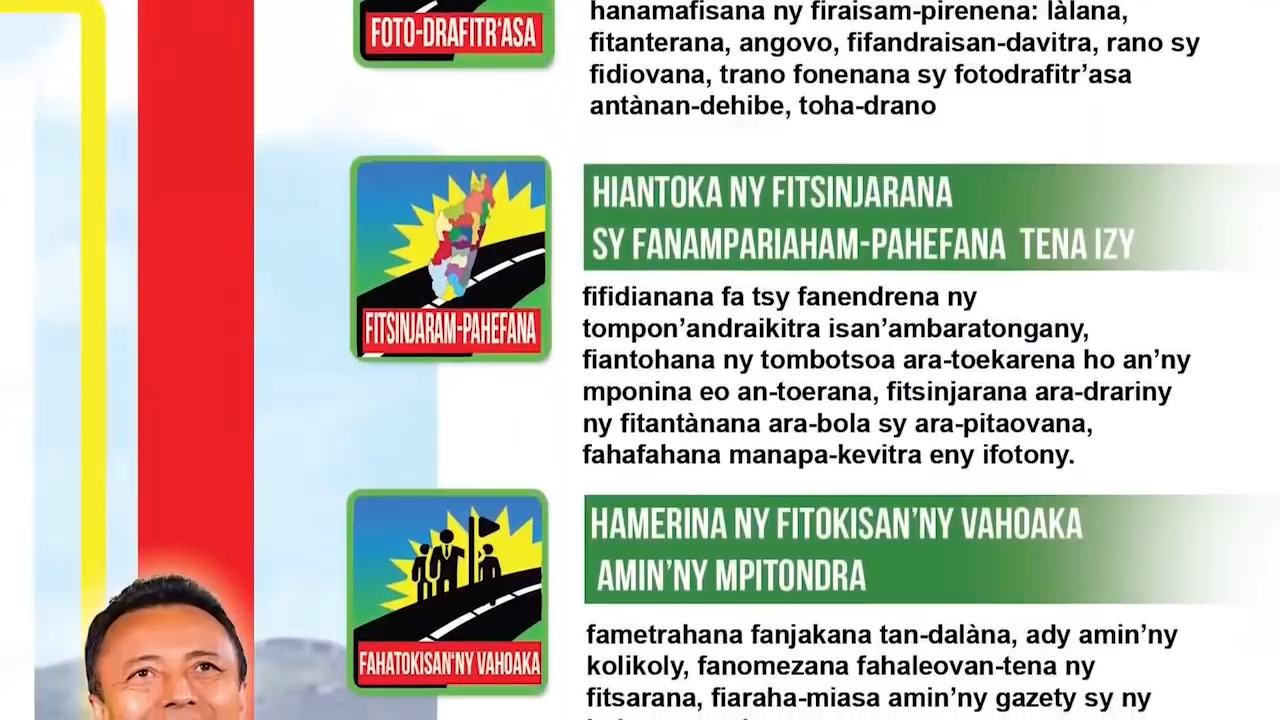 FOTO-DRAFITR‘ASA
hanamafisana ny firaisam-pirenena: làlana,
fitanterana, angovo, fifandraisan-davitra, rano sy
fidiovana, trano fonenana sy fotodrafitr’asa
antànan-dehibe, toha-drano
FITSINJARAM-PAHEFANA
HIANTOKA NY FITSINJARANA
SY FANAMPARIAHAM-PAHEFANA TENA IZY
fifidianana fa tsy fanendrena ny
tompon’andraikitra isan’ambaratongany,
fiantohana ny tombotsoa ara-toekarena ho an’ny
mponina eo an-toerana, fitsinjarana ara-drariny
ny fitantànana ara-bola sy ara-pitaovana,
fahafahana manapa-kevitra eny ifotony.
FAHATOKISAN‘NY VAHOAKA
HAMERINA NY FITOKISAN’NY VAHOAKA
AMIN’NY MPITONDRA
fametrahana fanjakana tan-dalàna, ady amin’ny
kolikoly, fanomezana fahaleovan-tena ny
fitsarana, fiaraha-miasa amin’ny gazety sy ny